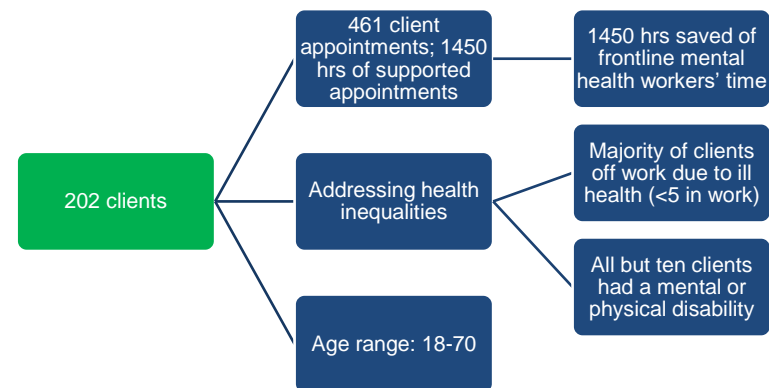 202 clients
461 client
appointments; 1450
hrs of supported
appointments
1450 hrs saved of
frontline mental
health workers’ time
Addressing health
inequalities
Majority of clients
off work due to ill
health (<5 in work)
All but ten clients
had a mental or
physical disability
Age range: 18-70